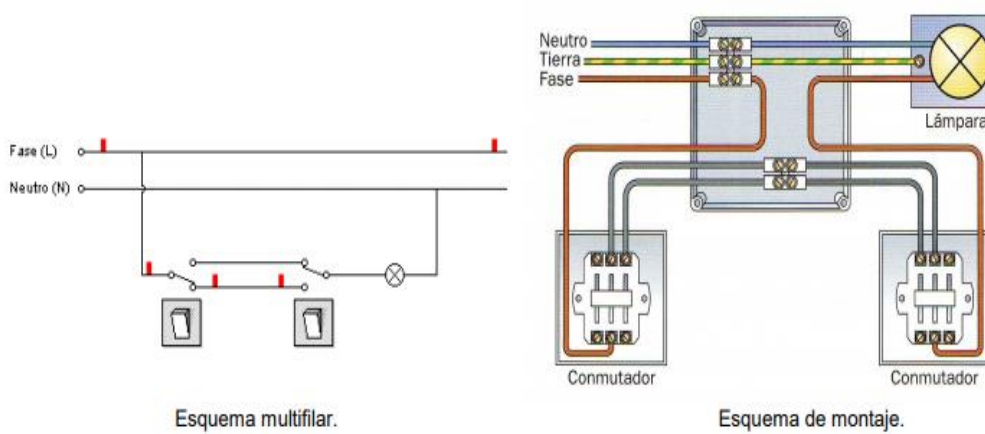 Fase (L)
Neutro (N)
Esquema multifilar.
Neutro
Tierra
Fase
Lámpara
Conmutador
Conmutador
Esquema de montaje.